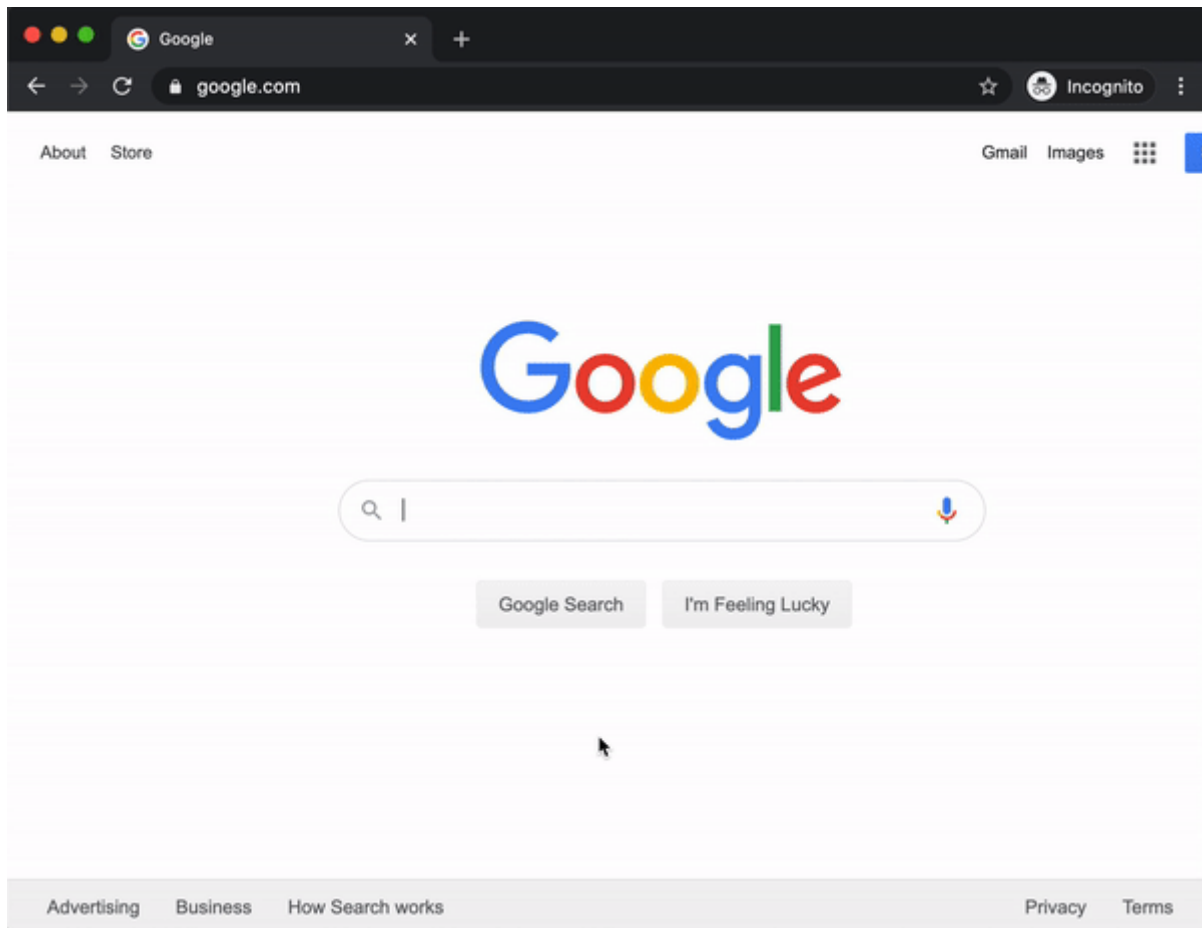 Google
google.com Incognito
About Store Gmail Images
Google
Google Search I'm Feeling Lucky
Advertising Business How Search works Privacy Terms